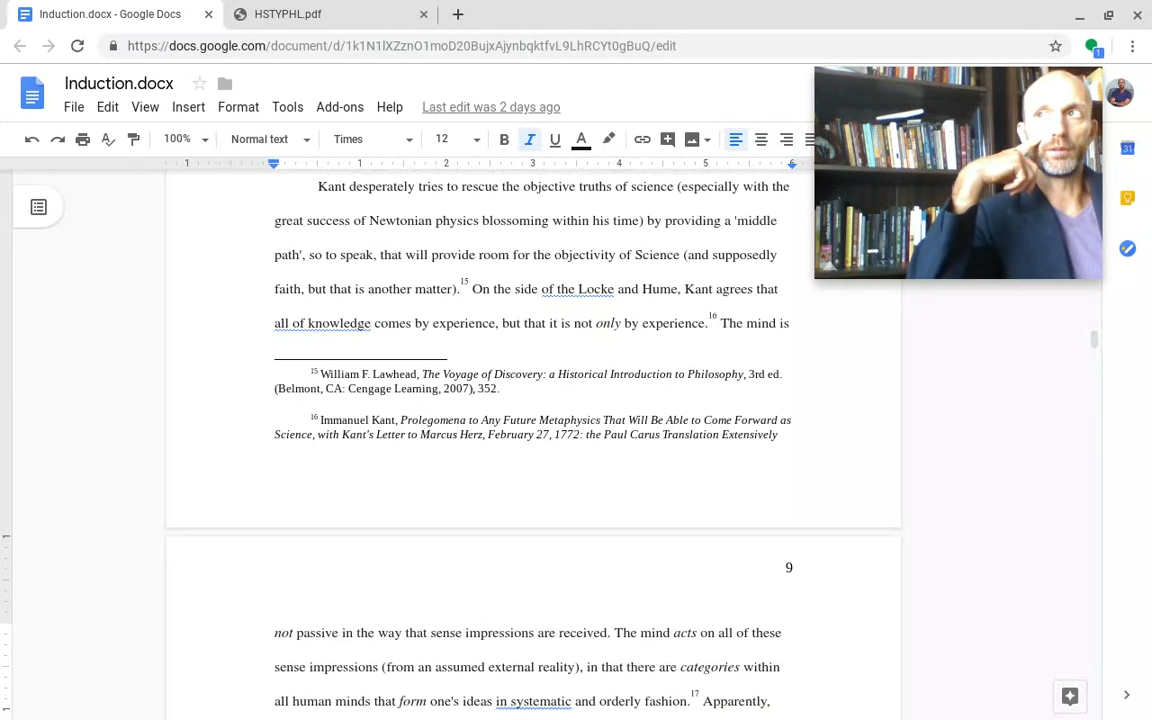 Induction.docx - Google Docs
HSTYPHL.pdf
https://docs.google.com/document/d/1k1N1lXZznO1moD20BujxAjynbqktfvL9LhRCYt0gBuQ/edit
1
Induction.docx
File Edit View Insert Format Tools Add-ons Help Last edit was 2 days ago
100% Normal text Times 12 B I U A
1 1 2 3 4 5 6
31
Kant desperately tries to rescue the objective truths of science (especially with the
great success of Newtonian physics blossoming within his time) by providing a 'middle
path', so to speak, that will provide room for the objectivity of Science (and supposedly
faith, but that is another matter).15 On the side of the Locke and Hume, Kant agrees that
all of knowledge comes by experience, but that it is not only by experience.16 The mind is
15 William F. Lawhead, The Voyage of Discovery: a Historical Introduction to Philosophy, 3rd ed.
(Belmont, CA: Cengage Learning, 2007), 352.
16 Immanuel Kant, Prolegomena to Any Future Metaphysics That Will Be Able to Come Forward as
Science, with Kant's Letter to Marcus Herz, February 27, 1772: the Paul Carus Translation Extensively
9
not passive in the way that sense impressions are received. The mind acts on all of these
sense impressions (from an assumed external reality), in that there are categories within
all human minds that form one's ideas in systematic and orderly fashion.17 Apparently,